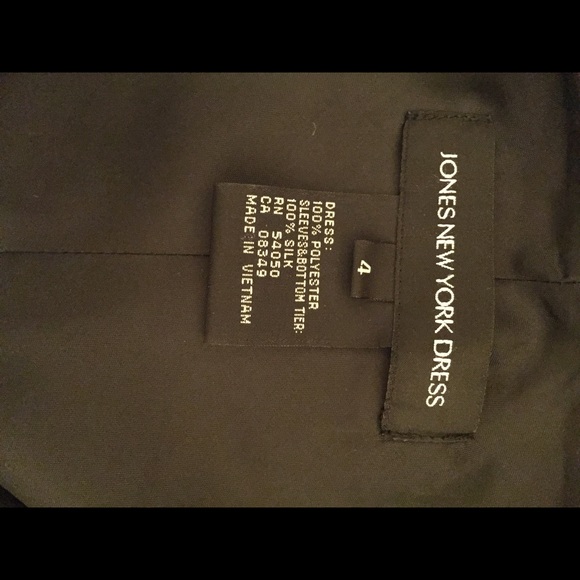 JONES NEW YORK DRESS
4
DRESS:
100% POLYESTER
SLEEVES&BOTTOM TIER:
100% SILK
RN 54050
CA 08349
MADE IN VIETNAM